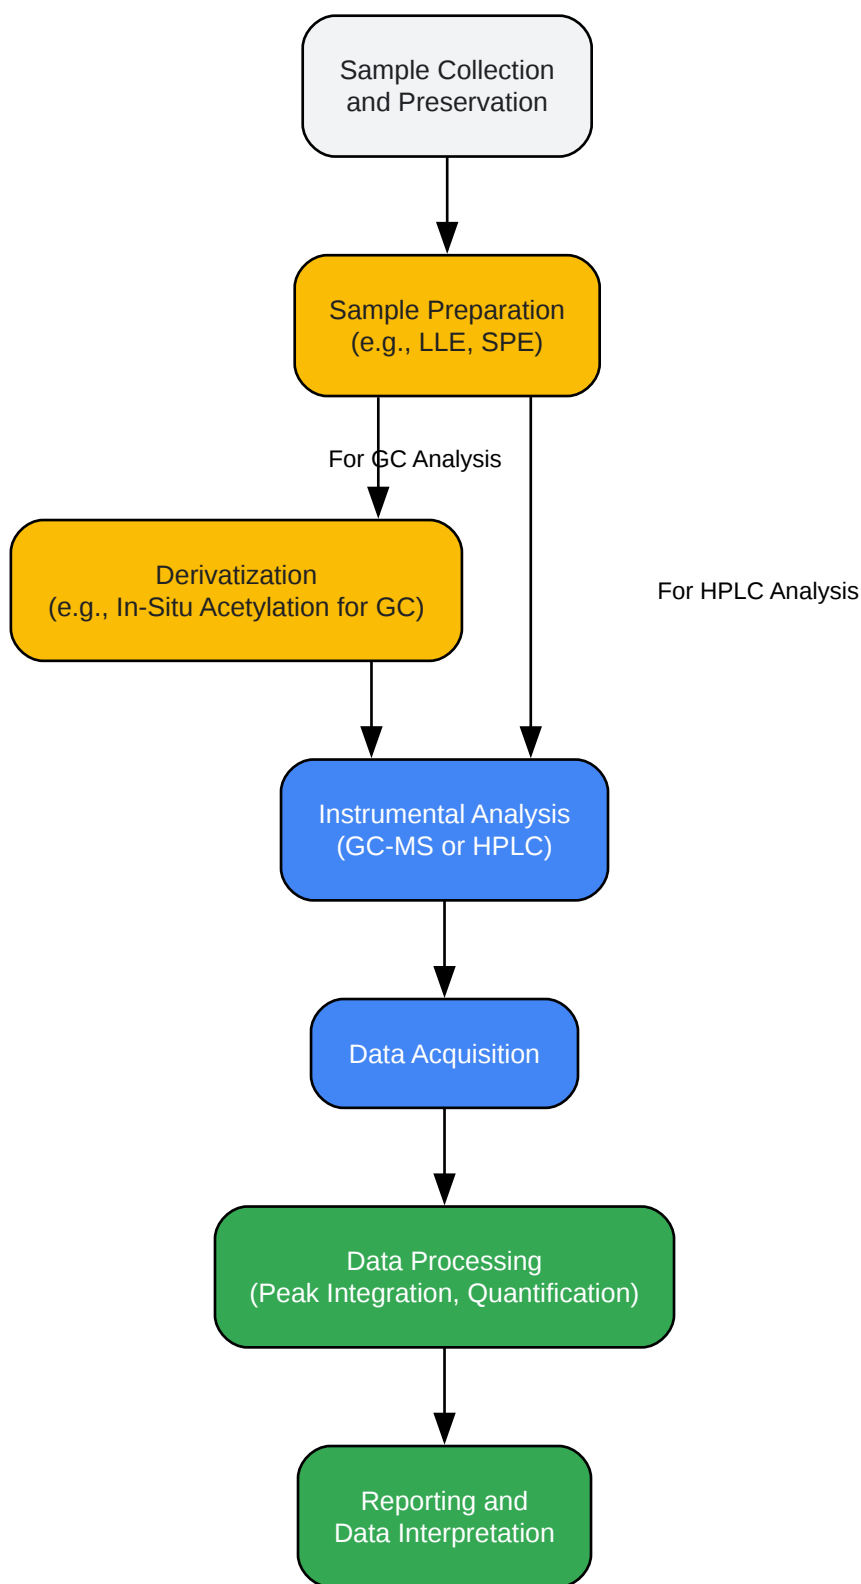 Sample Collection
and Preservation
Sample Preparation
(e.g., LLE, SPE)
For GC Analysis
Derivatization
(e.g., In-Situ Acetylation for GC)
For HPLC Analysis
Instrumental Analysis
(GC-MS or HPLC)
Data Acquisition
Data Processing
(Peak Integration, Quantification)
Reporting and
Data Interpretation